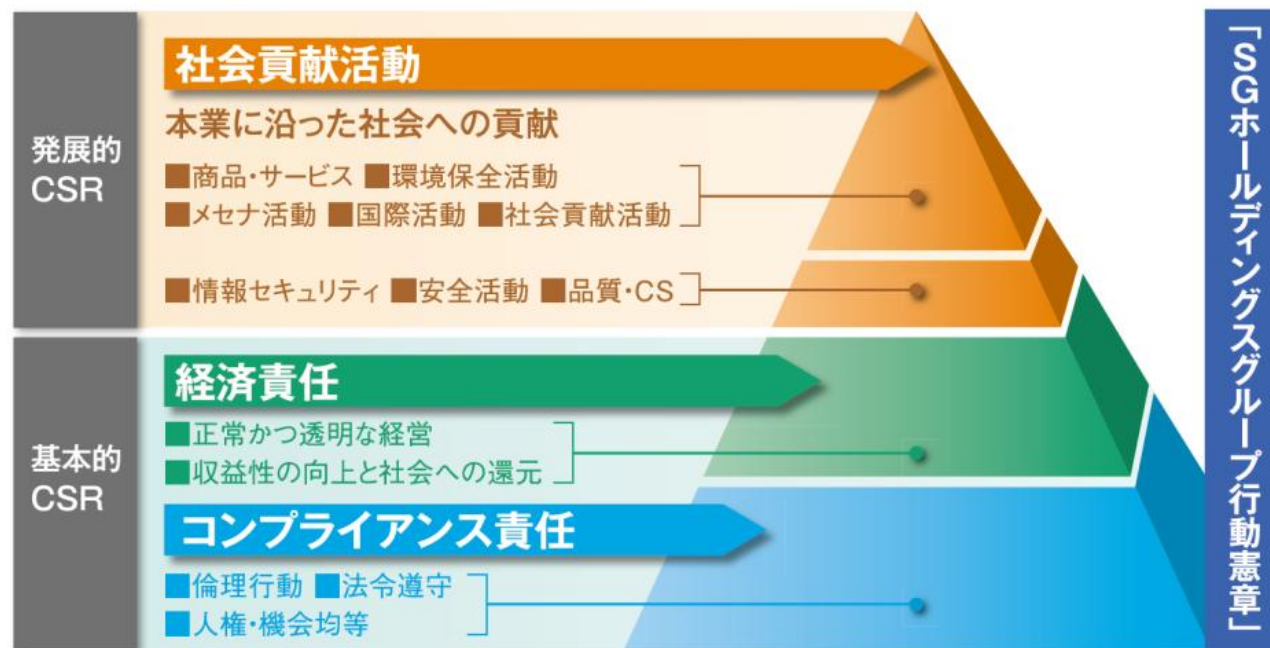 発展的
CSR
社会貢献活動
本業に沿った社会への貢献
■商品・サービス ■環境保全活動
■メセナ活動 ■国際活動 ■社会貢献活動
■情報セキュリティ ■安全活動 ■品質・CS
基本的
CSR
経済責任
■正常かつ透明な経営
■収益性の向上と社会への還元
コンプライアンス責任
■倫理行動 ■法令遵守
■人権・機会均等
「SGホールディングスグループ行動憲章」